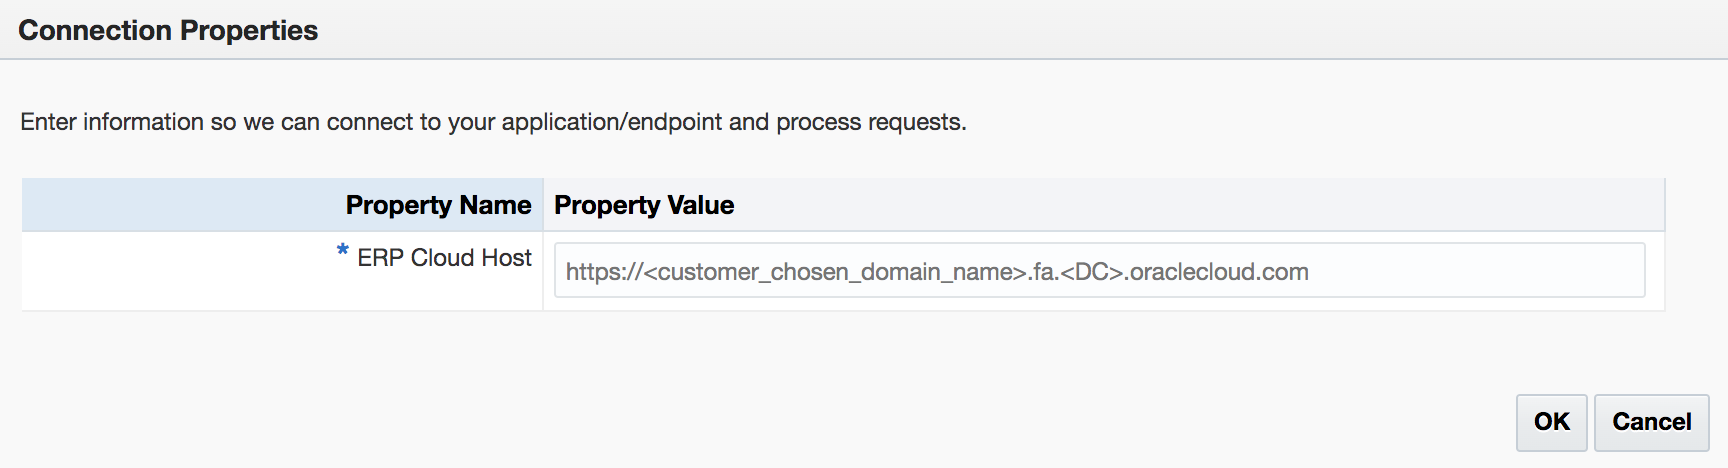 Connection Properties
Enter information so we can connect to your application/endpoint and process requests.
Property Name Property Value
* ERP Cloud Host https://<customer_chosen_domain_name>.fa.<DC>.oraclecloud.com
OK Cancel